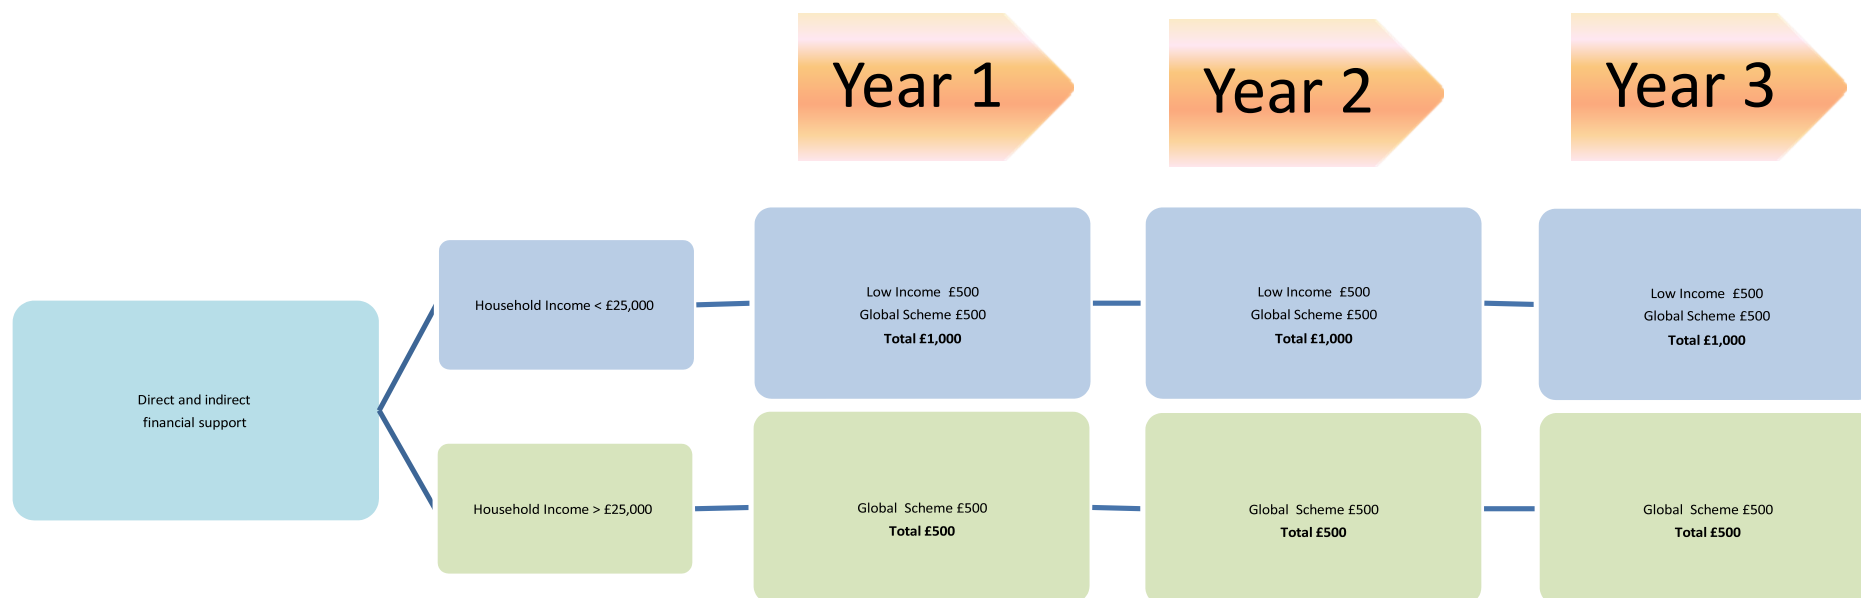 Year 1
Year 2
Year 3
Direct and indirect
financial support
Household Income < £25,000
Low Income  £500
Global Scheme £500
Total £1,000
Low Income  £500
Global Scheme £500
Total £1,000
Low Income  £500
Global Scheme £500
Total £1,000
Household Income > £25,000
Global  Scheme £500
Total £500
Global  Scheme £500
Total £500
Global  Scheme £500
Total £500